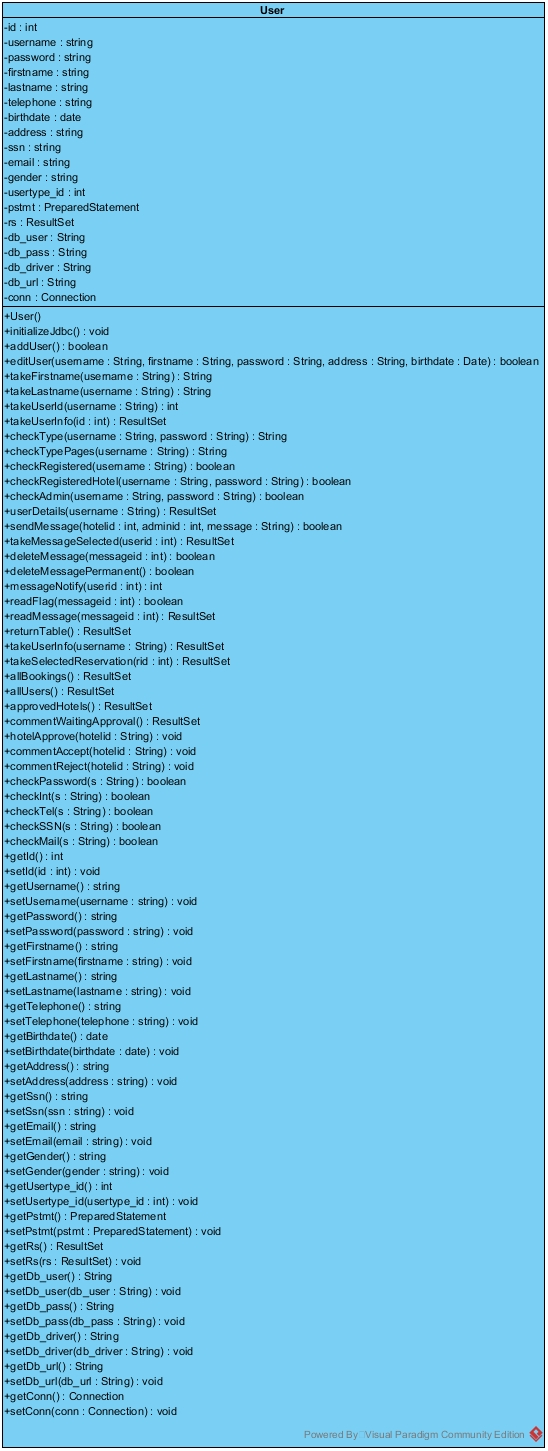 User
-id : int
-username : string
-password : string
-firstname : string
-lastname : string
-telephone : string
-birthdate : date
-address : string
-ssn : string
-email : string
-gender : string
-usertype_id : int
-pstmt : PreparedStatement
-rs : ResultSet
-db_user : String
-db_pass : String
-db_driver : String
-db_url : String
-conn : Connection
+User()
+initializeJdbc() : void
+addUser() : boolean
+editUser(username : String, firstname : String, password : String, address : String, birthdate : Date) : boolean
+takeFirstname(username : String) : String
+takeLastname(username : String) : String
+takeUserId(username : String) : int
+takeUserInfo(id : int) : ResultSet
+checkType(username : String, password : String) : String
+checkTypePages(username : String) : String
+checkRegistered(username : String) : boolean
+checkRegisteredHotel(username : String, password : String) : boolean
+checkAdmin(username : String, password : String) : boolean
+userDetails(username : String) : ResultSet
+sendMessage(hotelid : int, adminid : int, message : String) : boolean
+takeMessageSelected(userid : int) : ResultSet
+deleteMessage(messageid : int) : boolean
+deleteMessagePermanent() : boolean
+messageNotify(userid : int) : int
+readFlag(messageid : int) : boolean
+readMessage(messageid : int) : ResultSet
+returnTable() : ResultSet
+takeUserInfo(username : String) : ResultSet
+takeSelectedReservation(rid : int) : ResultSet
+allBookings() : ResultSet
+allUsers() : ResultSet
+approvedHotels() : ResultSet
+commentWaitingApproval() : ResultSet
+hotelApprove(hotelid : String) : void
+commentAccept(hotelid : String) : void
+commentReject(hotelid : String) : void
+checkPassword(s : String) : boolean
+checkInt(s : String) : boolean
+checkTel(s : String) : boolean
+checkSSN(s : String) : boolean
+checkMail(s : String) : boolean
+getId() : int
+setId(id : int) : void
+getUsername() : string
+setUsername(username : string) : void
+getPassword() : string
+setPassword(password : string) : void
+getFirstname() : string
+setFirstname(firstname : string) : void
+getLastname() : string
+setLastname(lastname : string) : void
+getTelephone() : string
+setTelephone(telephone : string) : void
+getBirthdate() : date
+setBirthdate(birthdate : date) : void
+getAddress() : string
+setAddress(address : string) : void
+getSsn() : string
+setSsn(ssn : string) : void
+getEmail() : string
+setEmail(email : string) : void
+getGender() : string
+setGender(gender : string) : void
+getUsertype_id() : int
+setUsertype_id(usertype_id : int) : void
+getPstmt() : PreparedStatement
+setPstmt(pstmt : PreparedStatement) : void
+getRs() : ResultSet
+setRs(rs : ResultSet) : void
+getDb_user() : String
+setDb_user(db_user : String) : void
+getDb_pass() : String
+setDb_pass(db_pass : String) : void
+getDb_driver() : String
+setDb_driver(db_driver : String) : void
+getDb_url() : String
+setDb_url(db_url : String) : void
+getConn() : Connection
+setConn(conn : Connection) : void
Powered By Visual Paradigm Community Edition